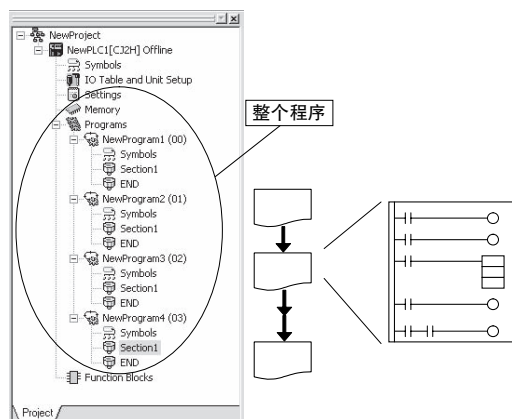 NewProject
NewPLC1[CJ2H] Offline
Symbols
IO Table and Unit Setup
Settings
Memory
Programs
NewProgram1 (00)
Symbols
Section1
END
NewProgram2 (01)
Symbols
Section1
END
NewProgram3 (02)
Symbols
Section1
END
NewProgram4 (03)
Symbols
Section1
END
Function Blocks
Project
整个程序